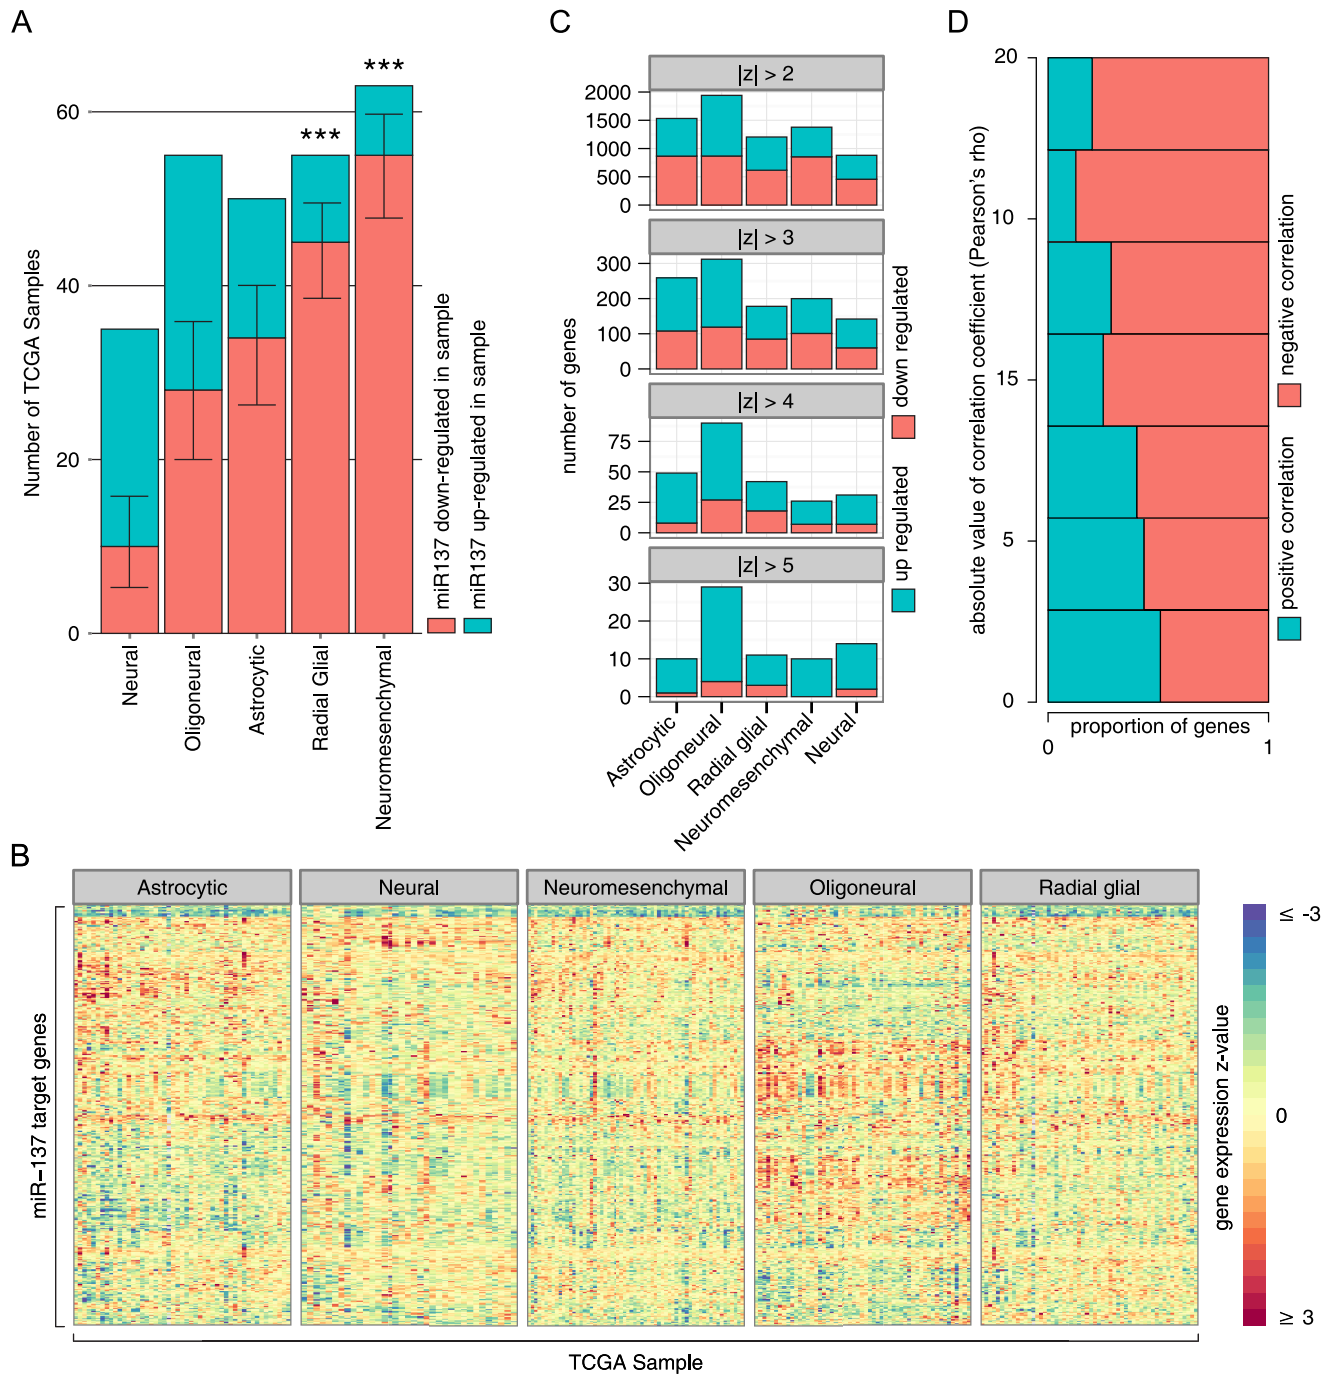 A
Number of TCGA Samples
60
40
20
0
***
***
Neural
Oligoneural
Astrocytic
Radial Glial
Neuromesenchymal
miR137 down-regulated in sample
miR137 up-regulated in sample
C
number of genes
|z| > 2
2000
1500
1000
500
0
|z| > 3
300
200
100
0
|z| > 4
75
50
25
0
|z| > 5
30
20
10
0
Astrocytic
Oligoneural
Radial glial
Neuromesenchymal
Neural
up regulated
down regulated
D
absolute value of correlation coefficient (Pearson's rho)
20
10
15
5
0
proportion of genes
0 1
positive correlation
negative correlation
B
miR-137 target genes
Astrocytic
Neural
Neuromesenchymal
Oligoneural
Radial glial
TCGA Sample
gene expression z-value
≤ -3
0
≥ 3